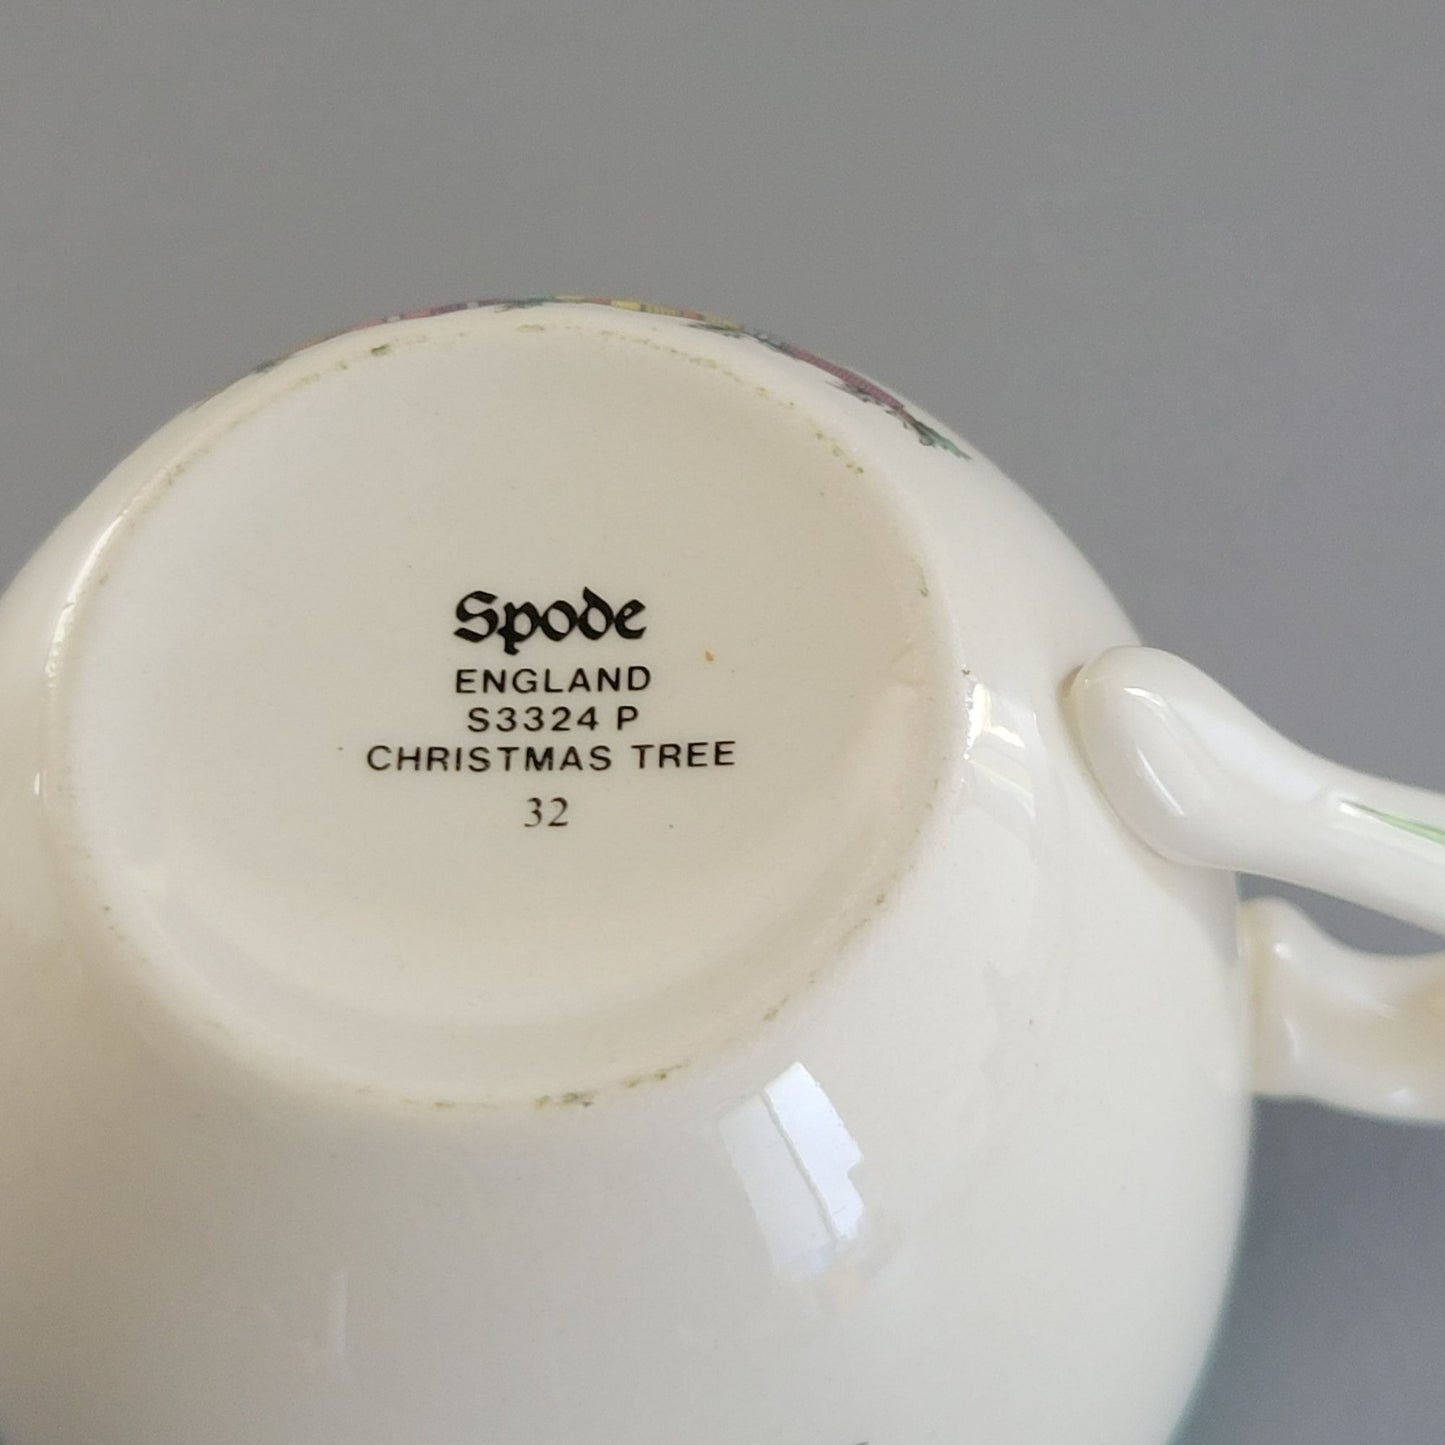 Spode
ENGLAND
S3324 P
CHRISTMAS TREE
32